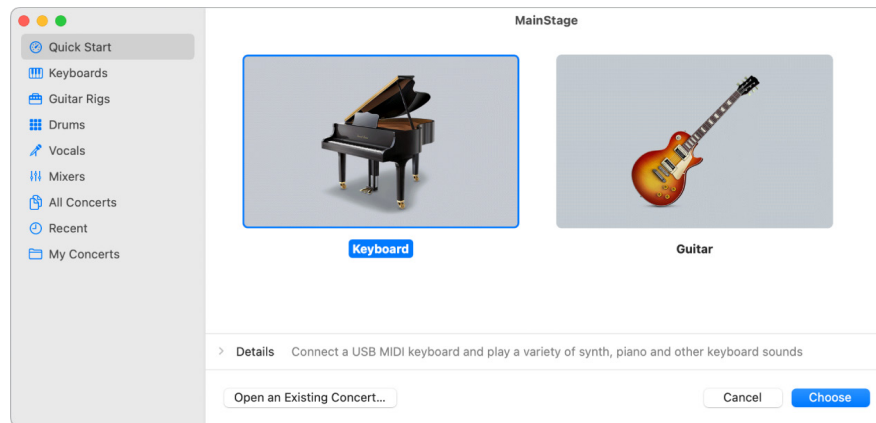 MainStage
Quick Start
Keyboards
Guitar Rigs
Drums
Vocals
Mixers
All Concerts
Recent
My Concerts
Keyboard
Guitar
Details Connect a USB MIDI keyboard and play a variety of synth, piano and other keyboard sounds
Open an Existing Concert... Cancel Choose